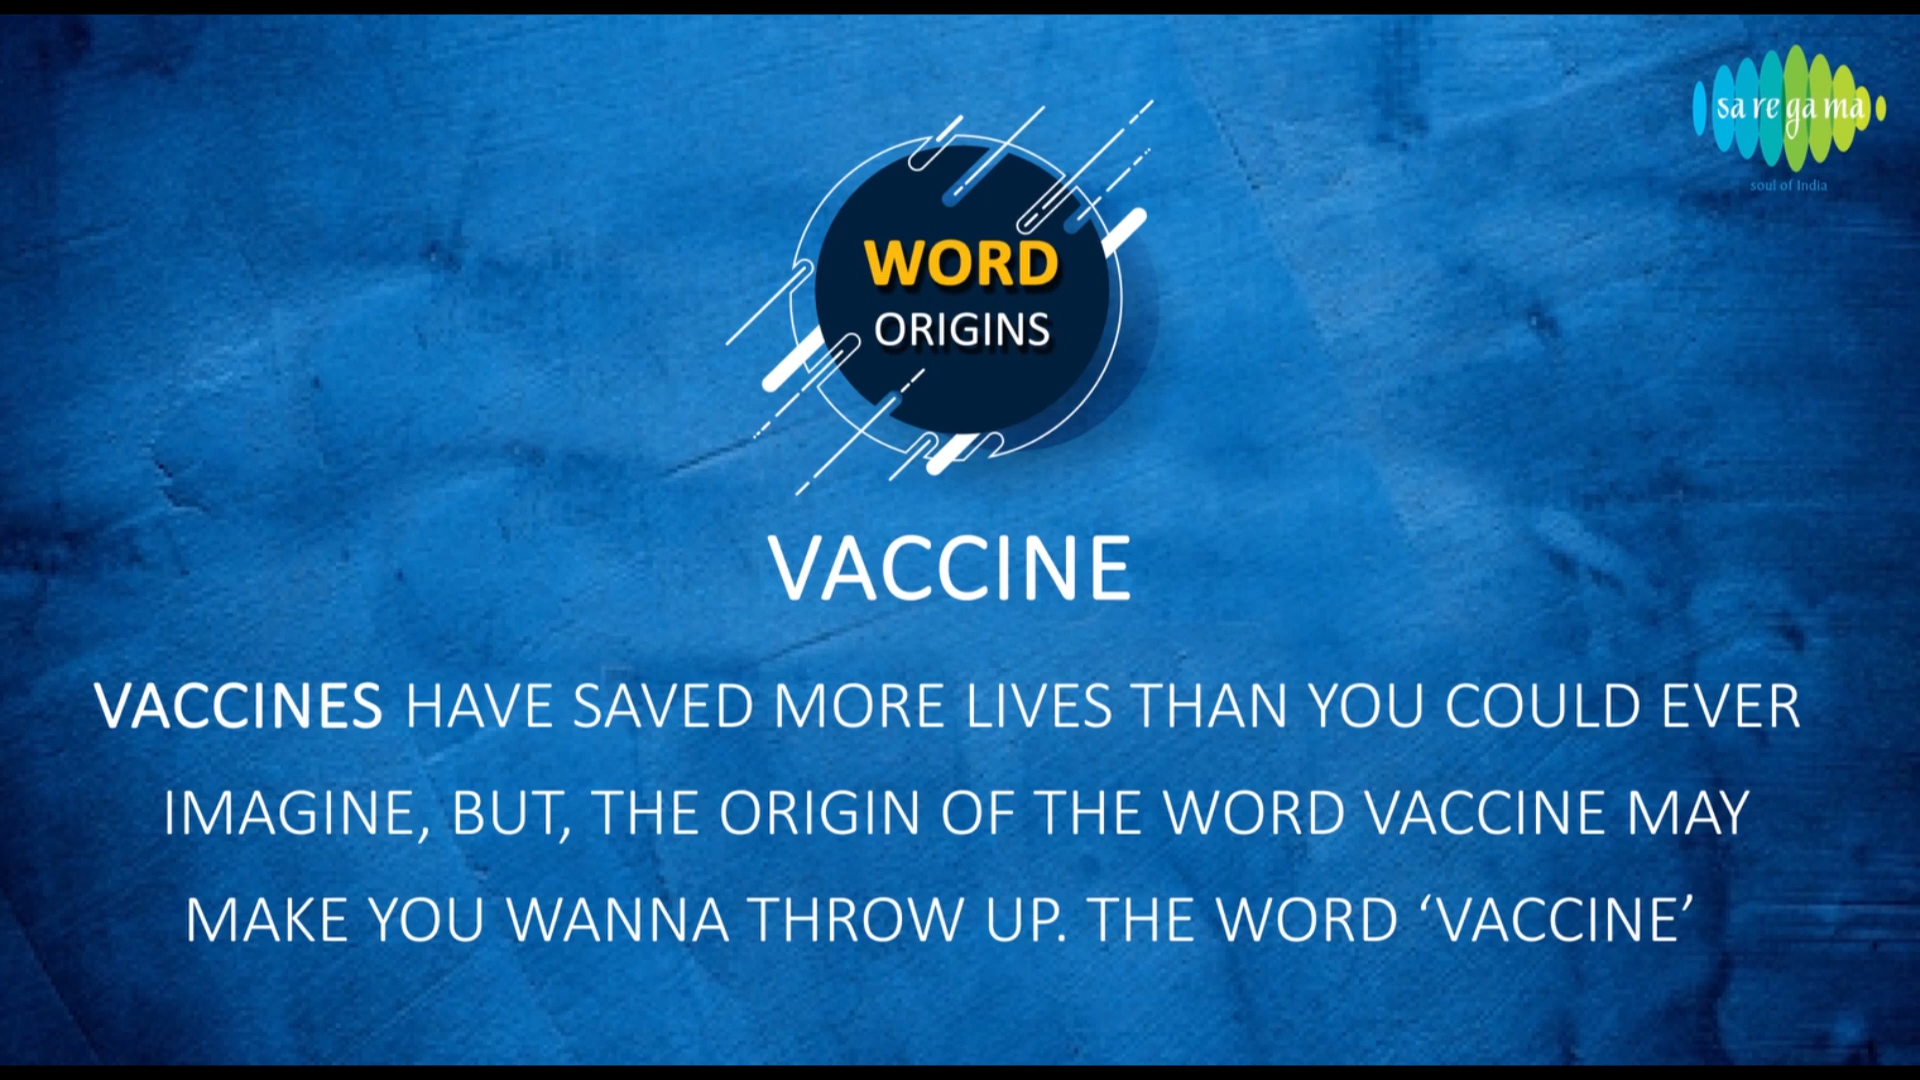 sa re ga ma
soul of India
WORD
ORIGINS
VACCINE
VACCINES HAVE SAVED MORE LIVES THAN YOU COULD EVER
IMAGINE, BUT, THE ORIGIN OF THE WORD VACCINE MAY
MAKE YOU WANNA THROW UP. THE WORD ‘VACCINE’